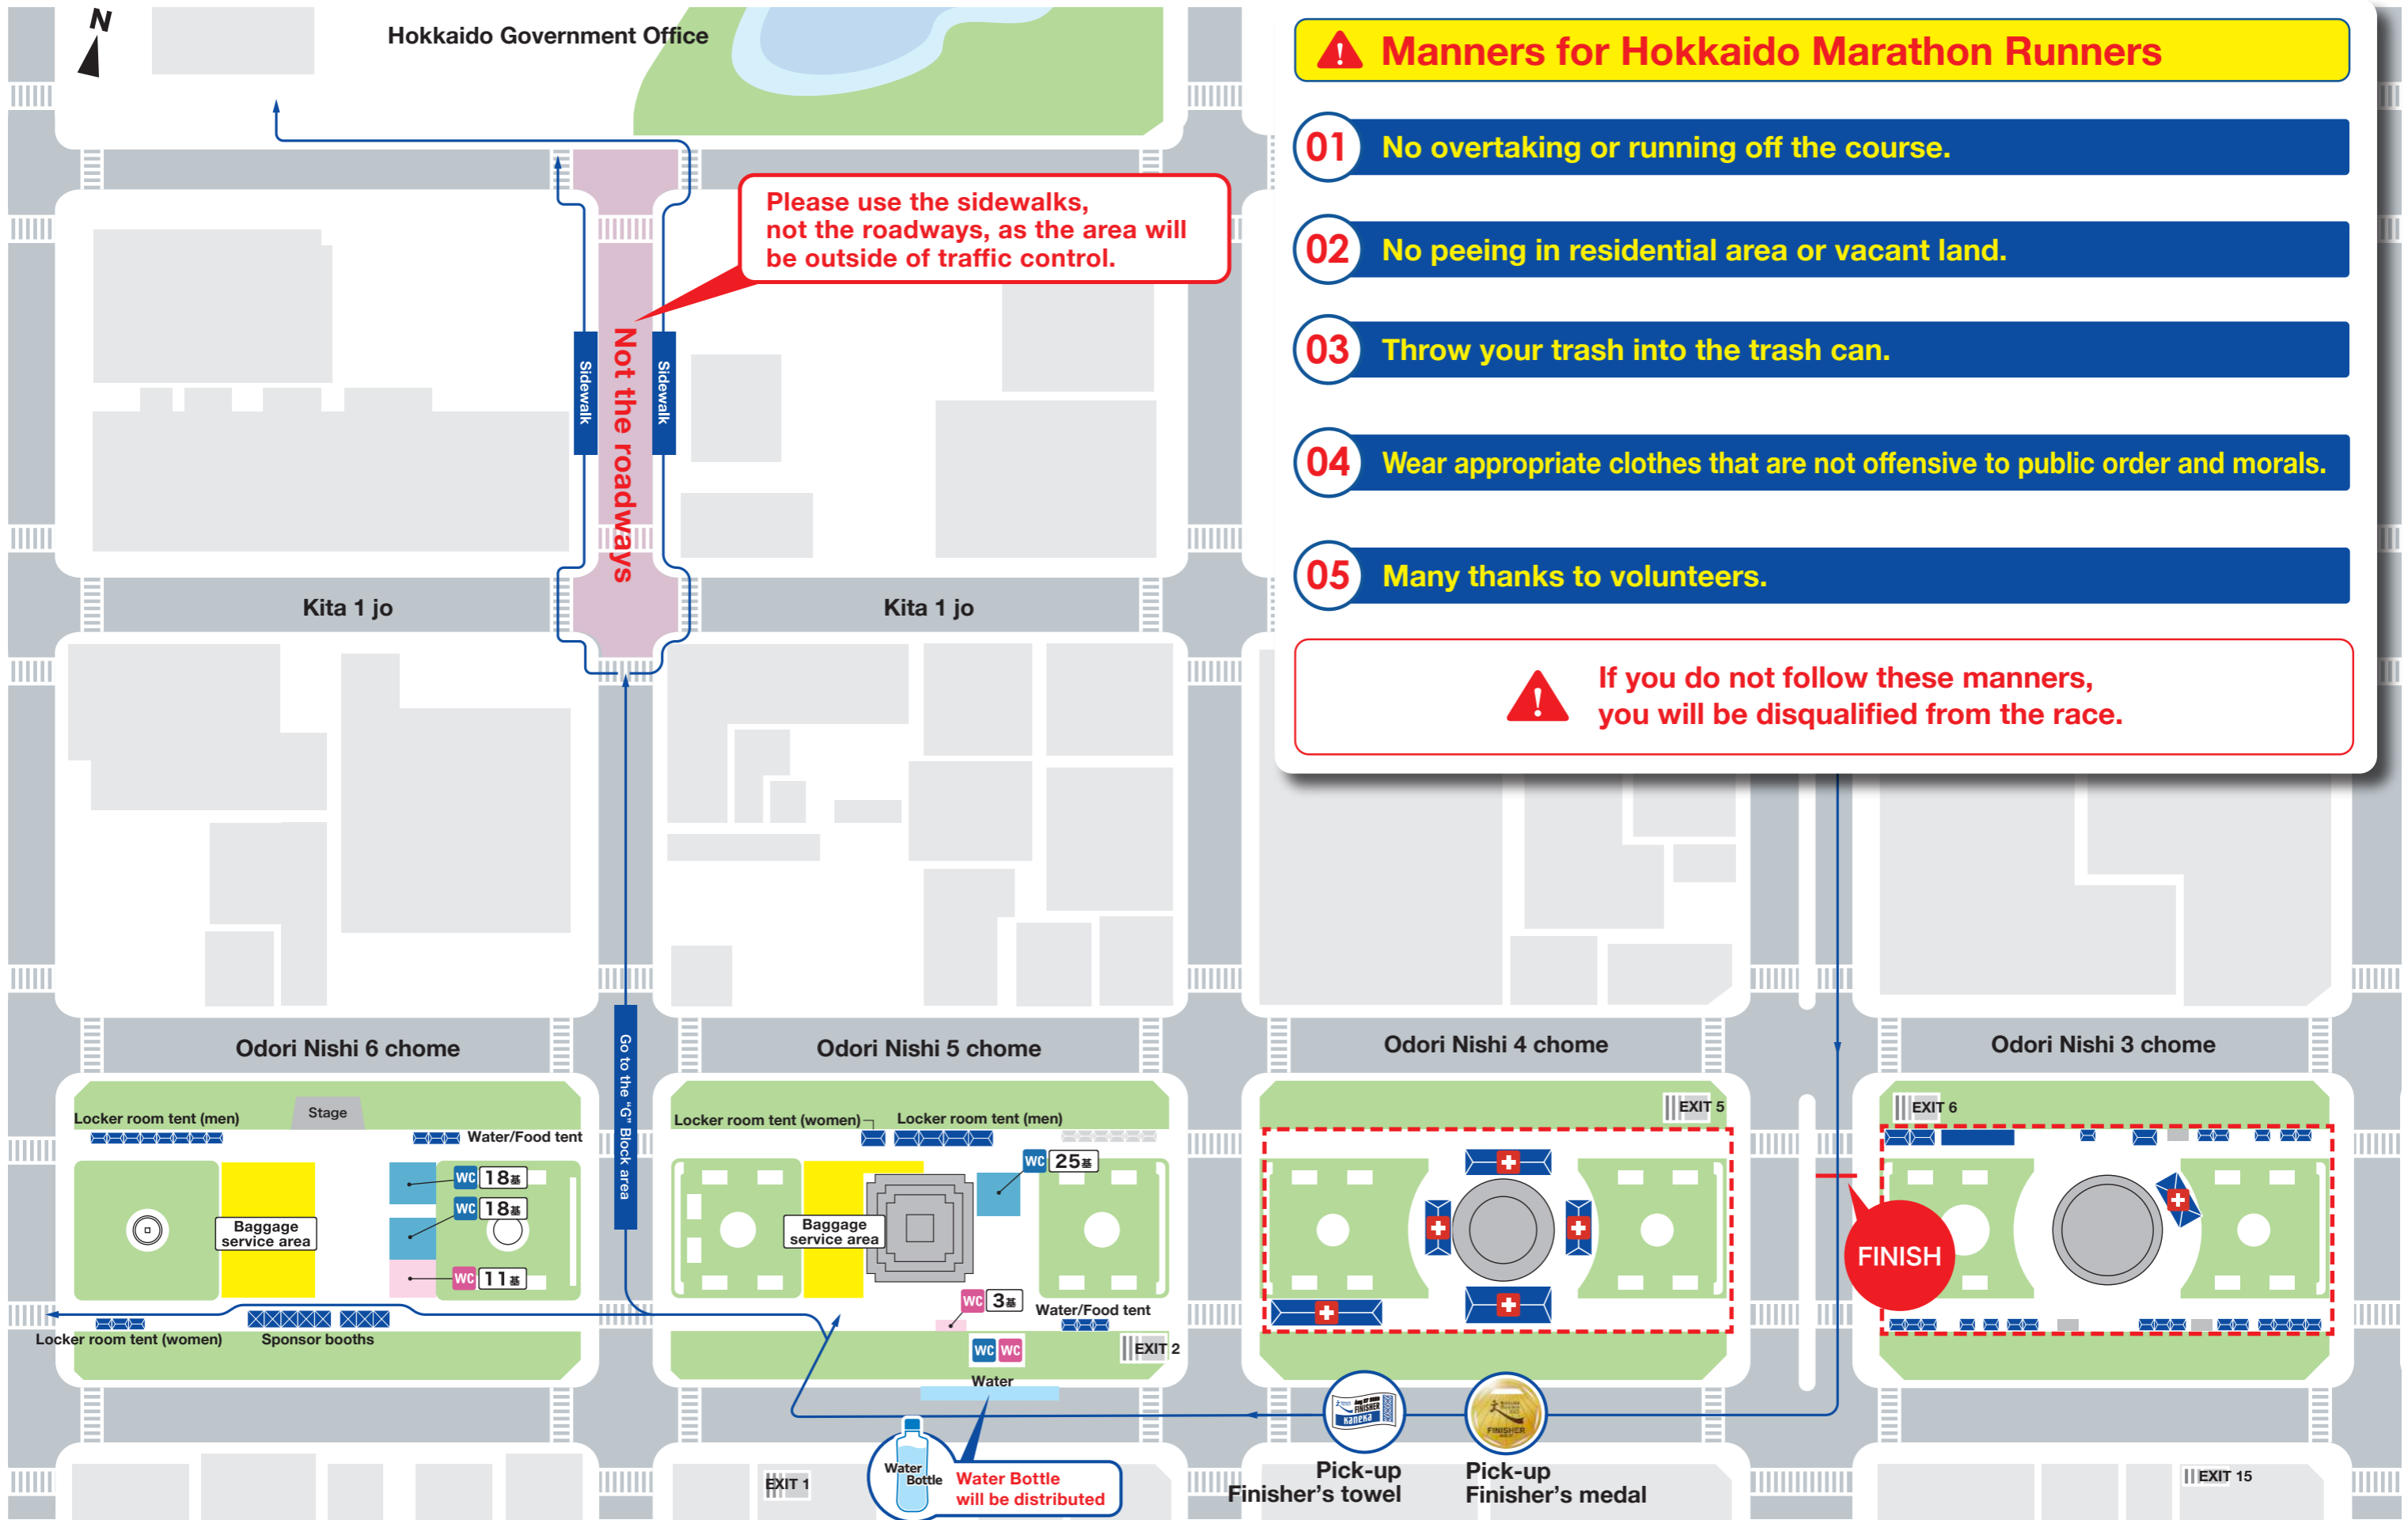 N
Hokkaido Government Office
Manners for Hokkaido Marathon Runners
01 No overtaking or running off the course.
02 No peeing in residential area or vacant land.
03 Throw your trash into the trash can.
04 Wear appropriate clothes that are not offensive to public order and morals.
05 Many thanks to volunteers.
If you do not follow these manners,
you will be disqualified from the race.
Please use the sidewalks,
not the roadways, as the area will
be outside of traffic control.
Sidewalk
Not the roadways
Sidewalk
Kita 1 jo
Kita 1 jo
Odori Nishi 6 chome
Go to the "G" Block area
Odori Nishi 5 chome
Odori Nishi 4 chome
Odori Nishi 3 chome
Locker room tent (men)
Stage
Water/Food tent
WC 18基
WC 18基
Baggage
service area
WC 11基
Locker room tent (women)
Sponsor booths
Locker room tent (women)
Locker room tent (men)
WC 25基
Baggage
service area
WC 3基
Water/Food tent
WC WC
EXIT 2
Water
EXIT 5
EXIT 6
FINISH
Water
Bottle
Water Bottle
will be distributed
EXIT 1
FINISHER
kaneka
FINISHER
Pick-up
Finisher's towel
Pick-up
Finisher's medal
EXIT 15